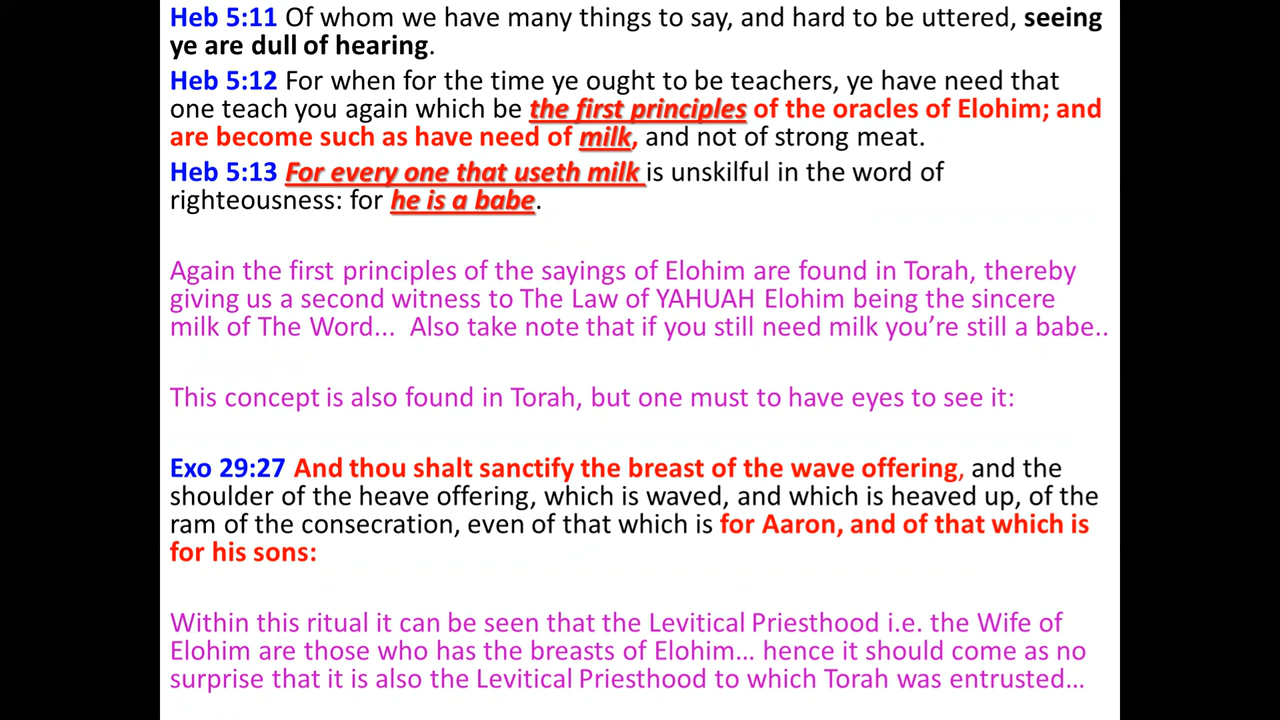 Heb 5:11 Of whom we have many things to say, and hard to be uttered, seeing
ye are dull of hearing.
Heb 5:12 For when for the time ye ought to be teachers, ye have need that
one teach you again which be the first principles of the oracles of Elohim; and
are become such as have need of milk, and not of strong meat.
Heb 5:13 For every one that useth milk is unskilful in the word of
righteousness: for he is a babe.
Again the first principles of the sayings of Elohim are found in Torah, thereby
giving us a second witness to The Law of YAHUAH Elohim being the sincere
milk of The Word... Also take note that if you still need milk you're still a babe..
This concept is also found in Torah, but one must to have eyes to see it:
Exo 29:27 And thou shalt sanctify the breast of the wave offering, and the
shoulder of the heave offering, which is waved, and which is heaved up, of the
ram of the consecration, even of that which is for Aaron, and of that which is
for his sons:
Within this ritual it can be seen that the Levitical Priesthood i.e. the Wife of
Elohim are those who has the breasts of Elohim... hence it should come as no
surprise that it is also the Levitical Priesthood to which Torah was entrusted...